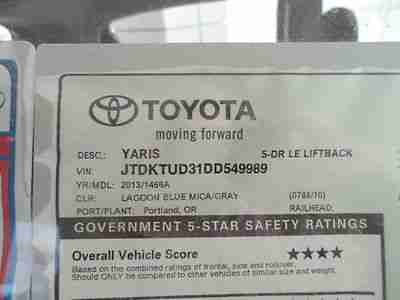 TOYOTA
moving forward
DESC.: YARIS 5-DR LE LIFTBACK
VIN: JTDKTUD31DD549989
YR/MDL: 2013/1466A
CLR: LAGOON BLUE MICA/GRAY (0788/10)
PORT/PLANT: Portland, OR RAILHEAD,
GOVERNMENT 5-STAR SAFETY RATINGS
Overall Vehicle Score ★★★★
Based on the combined ratings of frontal, side and rollover.
Should ONLY be compared to other vehicles of similar size and weight.